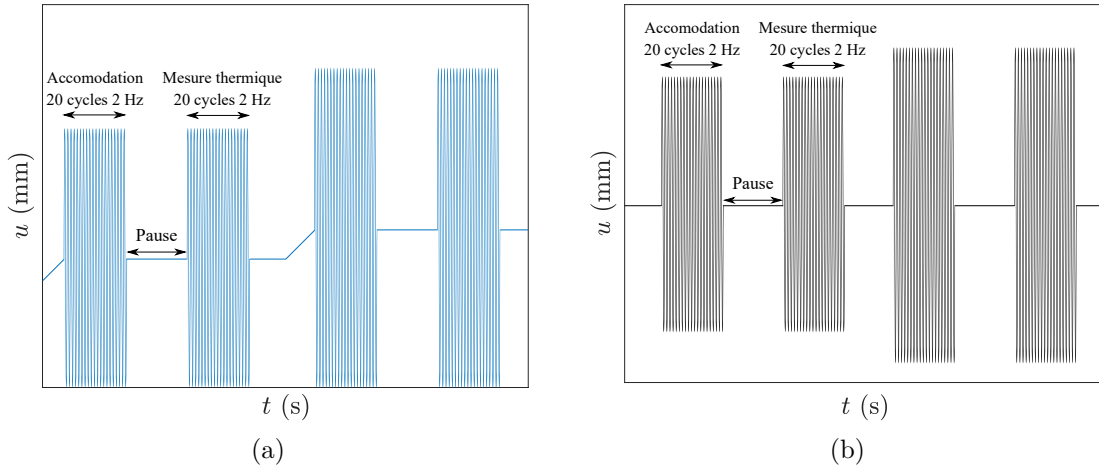 Accomodation
20 cycles 2 Hz
Mesure thermique
20 cycles 2 Hz
Pause
u (mm)
t (s)
(a)
Accomodation
20 cycles 2 Hz
Mesure thermique
20 cycles 2 Hz
Pause
u (mm)
t (s)
(b)